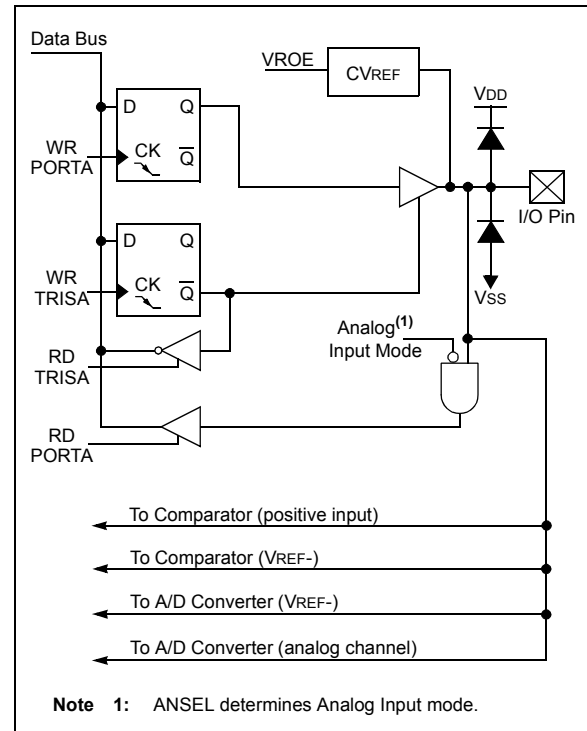 Data Bus
VROE
CVREF
VDD
D Q
WR
PORTA
CK
Q
I/O Pin
D Q
WR
TRISA
CK
Q
VSS
Analog(1)
Input Mode
RD
TRISA
RD
PORTA
To Comparator (positive input)
To Comparator (VREF-)
To A/D Converter (VREF-)
To A/D Converter (analog channel)
Note 1: ANSEL determines Analog Input mode.